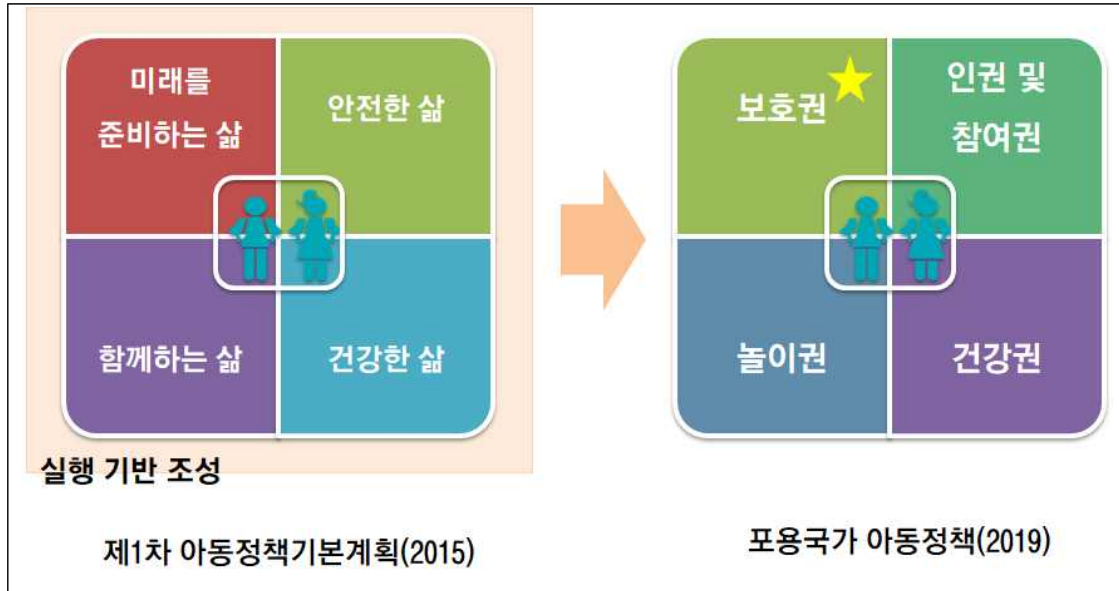 미래를
준비하는 삶
안전한 삶
함께하는 삶
건강한 삶
실행 기반 조성
제1차 아동정책기본계획(2015)
보호권
인권 및
참여권
놀이권
건강권
포용국가 아동정책(2019)